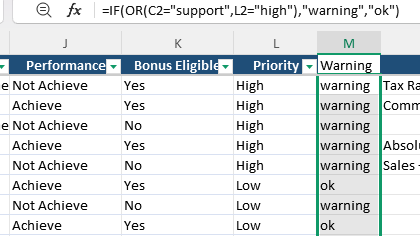 fx =IF(OR(C2="support",L2="high"),"warning","ok")
J K L M
Performance Bonus Eligible Priority Warning
e Not Achieve Yes High warning Tax Ra
Achieve Yes High warning Comm
e Not Achieve No High warning
Achieve Yes High warning Absolu
Not Achieve No High warning Sales -
Achieve Yes Low ok
Not Achieve No Low warning
Achieve Yes Low ok